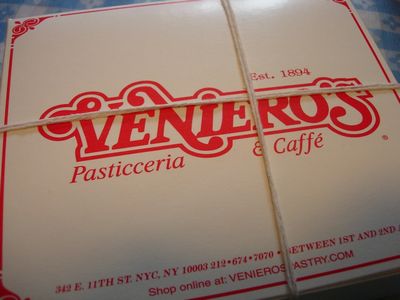 Est. 1894
VENIERO'S
Pasticceria & Caffé
®
342 E. 11TH ST. NYC, NY 10003 212•674•7070 • BETWEEN 1ST AND 2ND
Shop online at: VENIEROSPASTRY.COM